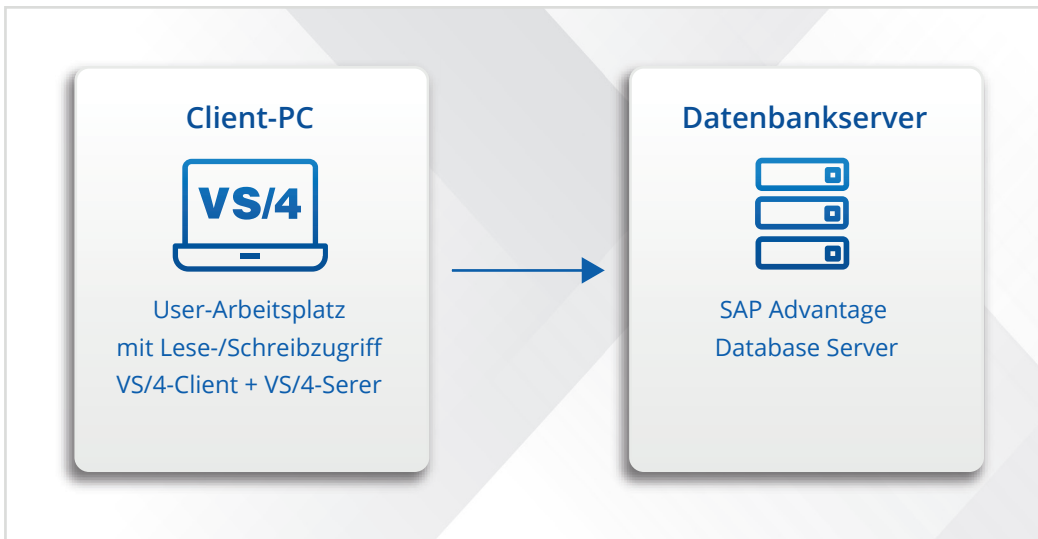 Client-PC
VS/4
User-Arbeitsplatz
mit Lese-/Schreibzugriff
VS/4-Client + VS/4-Serer
Datenbankserver
SAP Advantage
Database Server